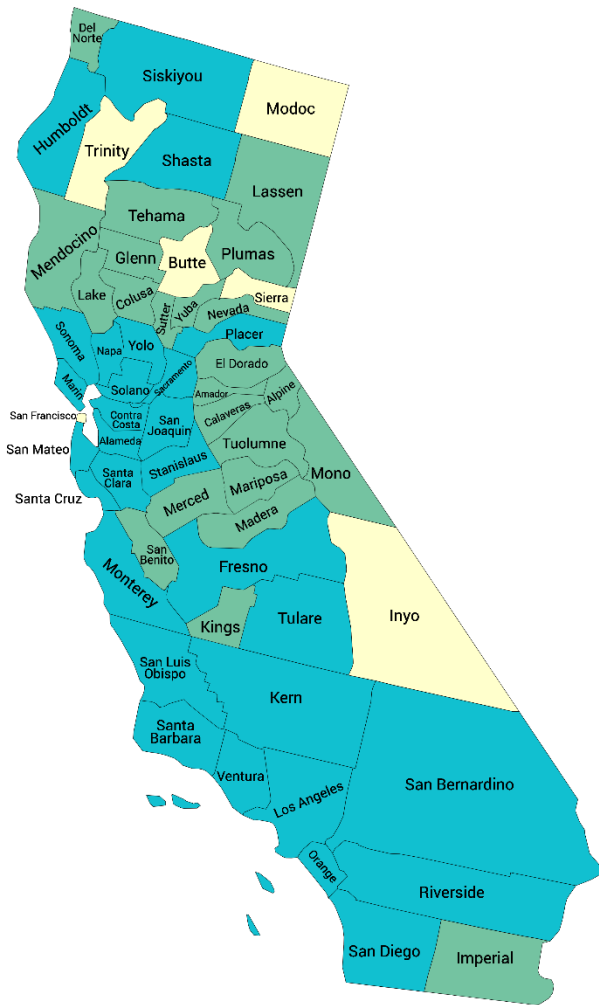 Del
Norte
Siskiyou
Modoc
Humboldt
Trinity
Shasta
Lassen
Tehama
Mendocino
Glenn
Butte
Plumas
Lake
Colusa
Sutter
Yuba
Sierra
Nevada
Placer
Sonoma
Napa
Yolo
El Dorado
Marin
Solano
Sacramento
Amador
Alpine
San Francisco
Contra
Costa
San
Joaquin
Calaveras
Tuolumne
Mono
San Mateo
Alameda
Santa
Clara
Stanislaus
Santa Cruz
Merced
Mariposa
Madera
San
Benito
Monterey
Fresno
Kings
Tulare
Inyo
San Luis
Obispo
Kern
Santa
Barbara
Ventura
Los Angeles
San Bernardino
Orange
Riverside
San Diego
Imperial